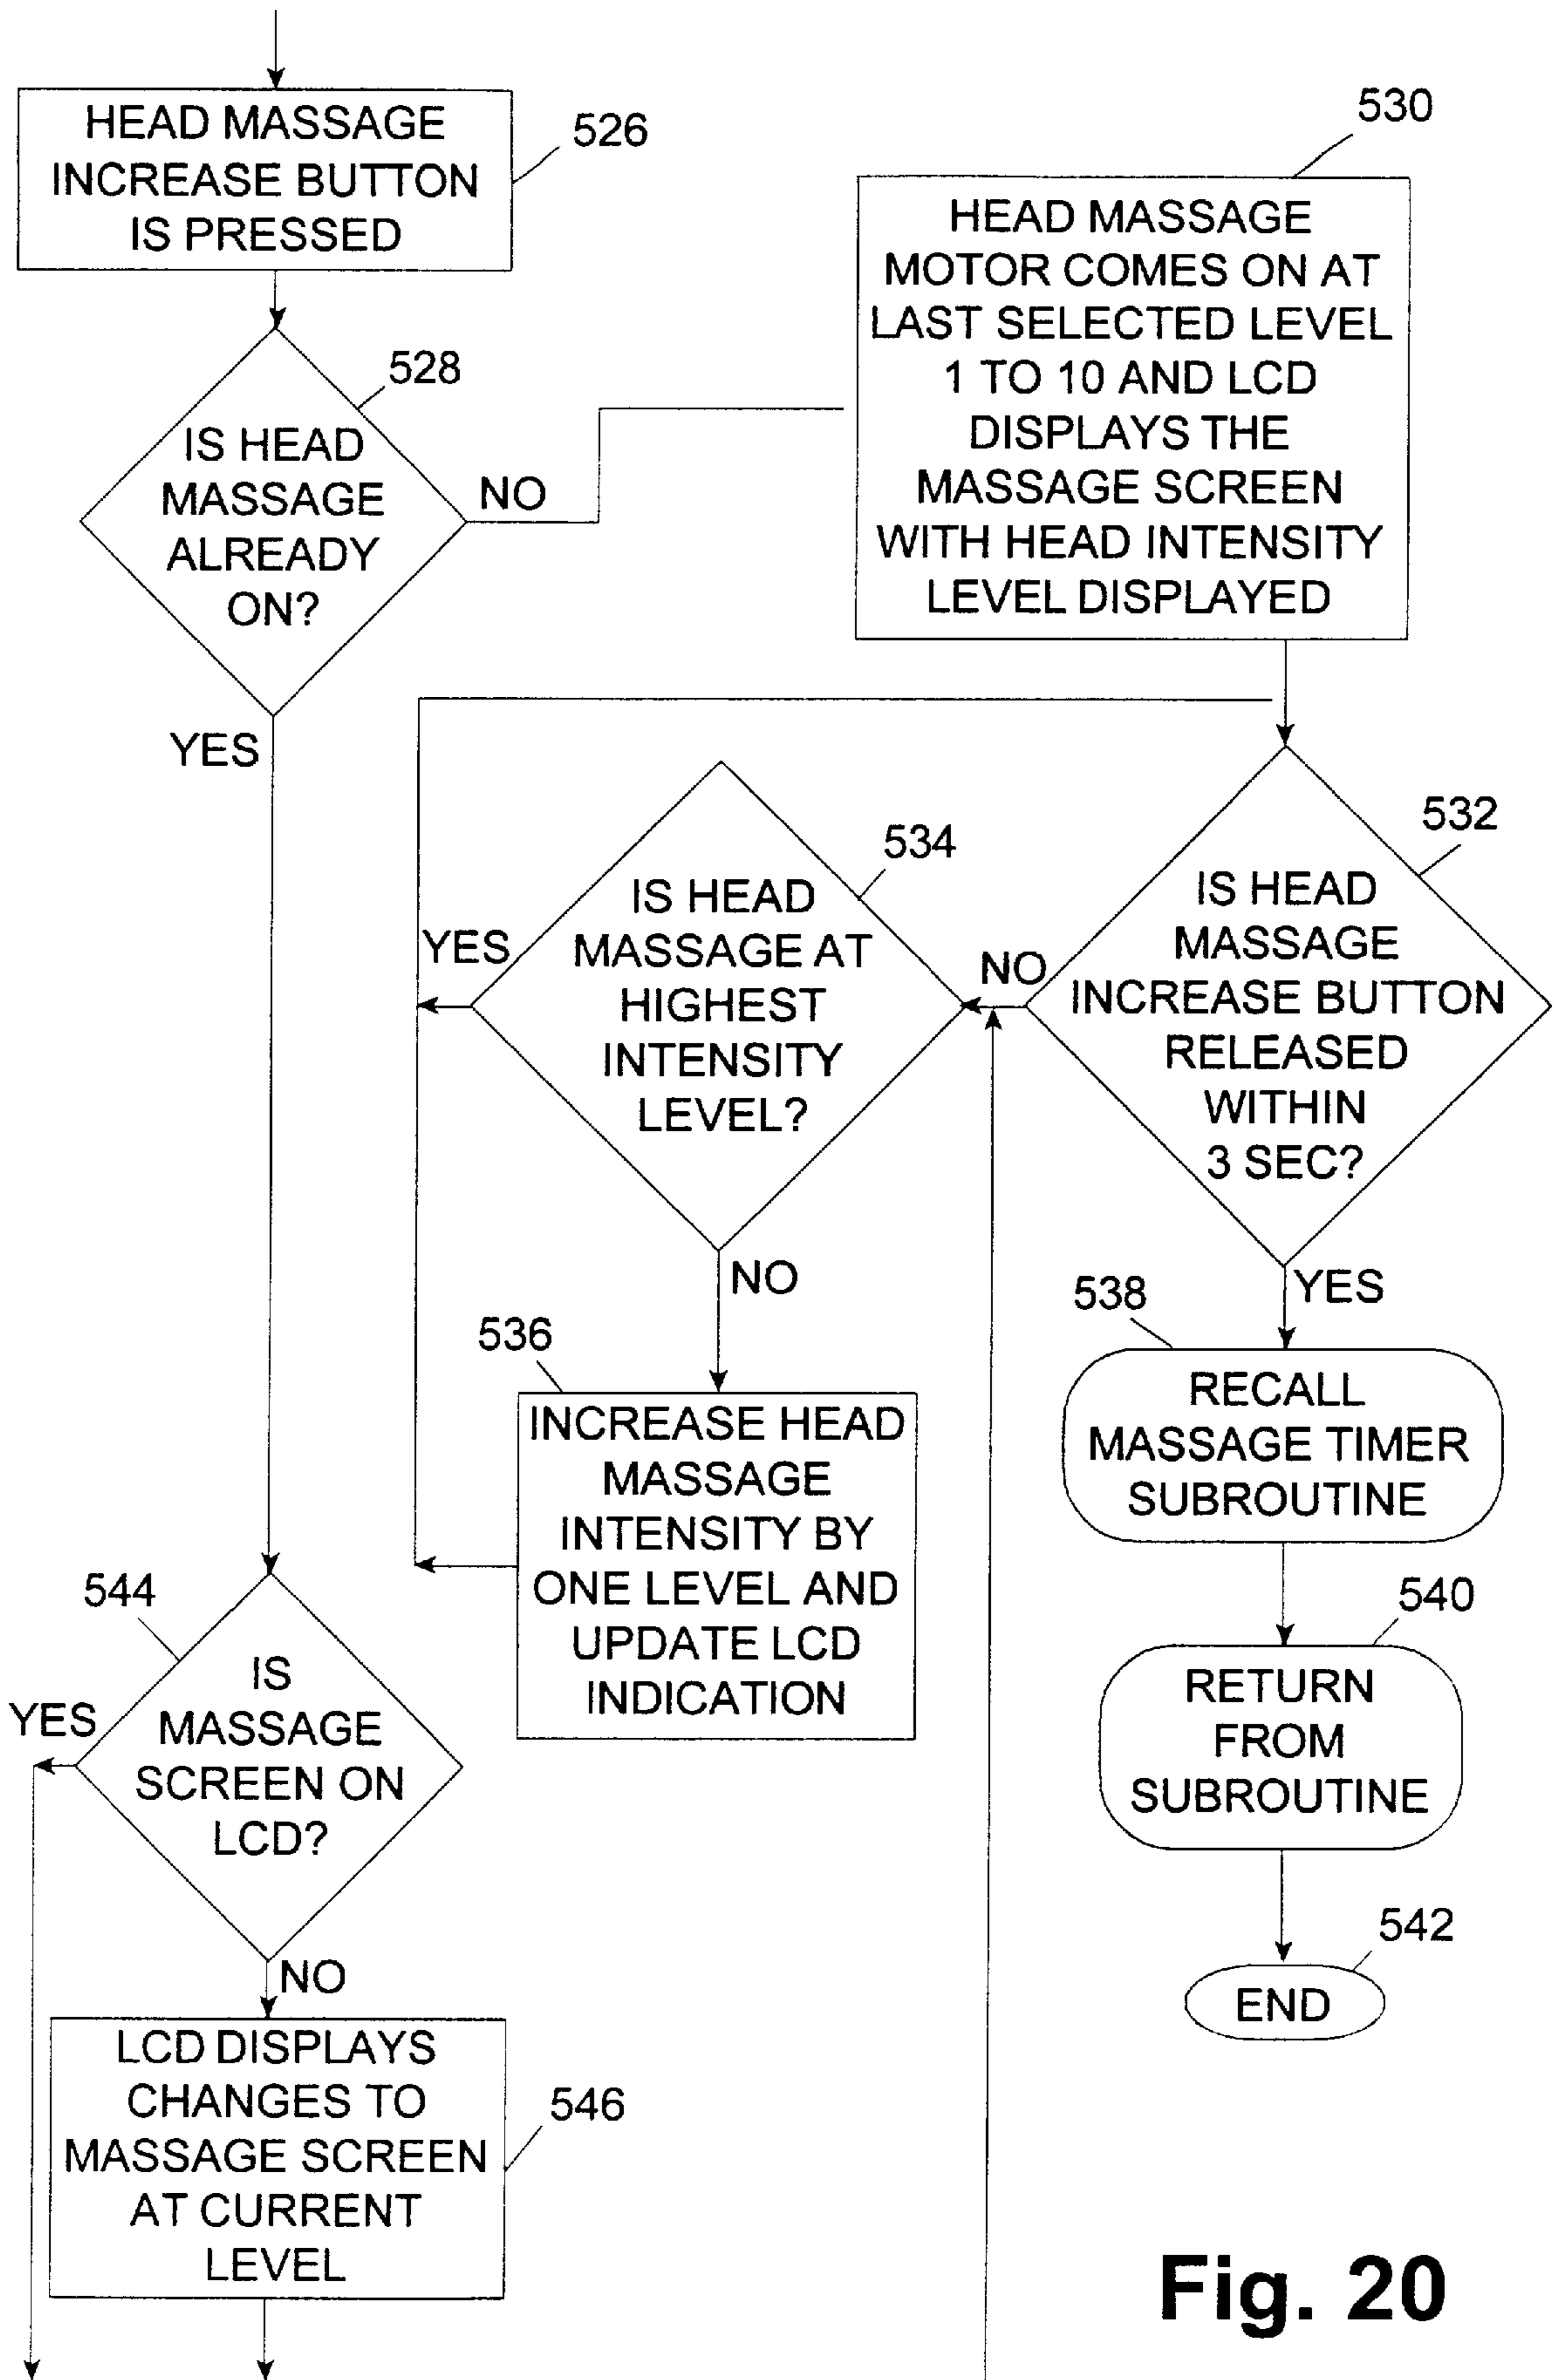 HEAD MASSAGE
INCREASE BUTTON
IS PRESSED
526
528
IS HEAD
MASSAGE
ALREADY
ON?
NO
YES
530
HEAD MASSAGE
MOTOR COMES ON AT
LAST SELECTED LEVEL
1 TO 10 AND LCD
DISPLAYS THE
MASSAGE SCREEN
WITH HEAD INTENSITY
LEVEL DISPLAYED
532
IS HEAD
MASSAGE
INCREASE BUTTON
RELEASED
WITHIN
3 SEC?
NO
YES
534
IS HEAD
MASSAGE AT
HIGHEST
INTENSITY
LEVEL?
YES
NO
536
INCREASE HEAD
MASSAGE
INTENSITY BY
ONE LEVEL AND
UPDATE LCD
INDICATION
538
RECALL
MASSAGE TIMER
SUBROUTINE
540
RETURN
FROM
SUBROUTINE
542
END
544
IS
MASSAGE
SCREEN ON
LCD?
YES
NO
LCD DISPLAYS
CHANGES TO
MASSAGE SCREEN
AT CURRENT
LEVEL
546
Fig. 20